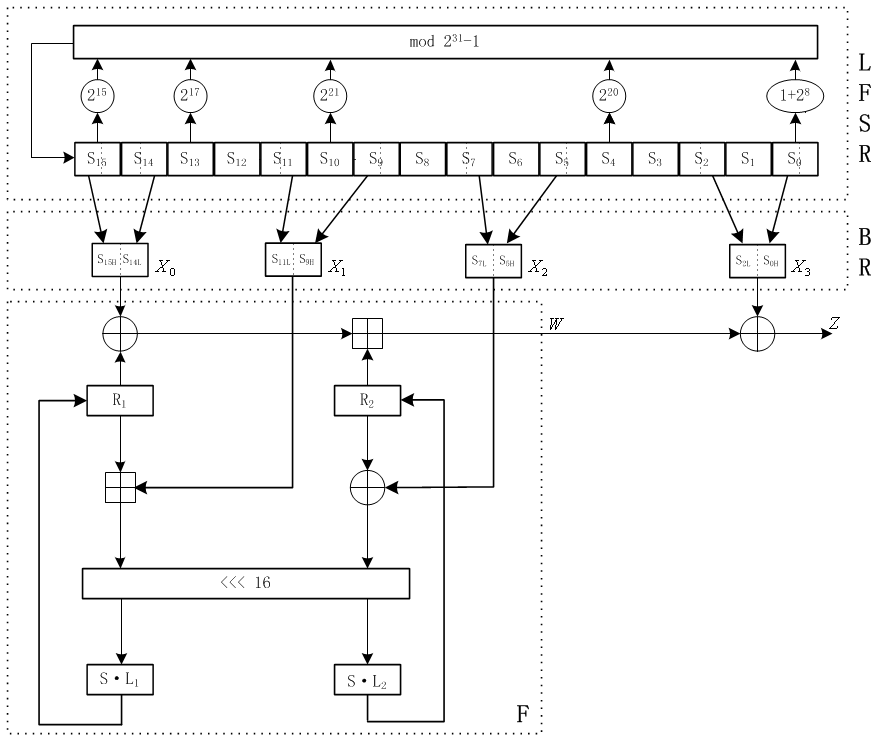 mod 2³¹−1
2¹⁵ 2¹⁷ 2²¹ 2²⁰ 1+2⁸
S₁₅ S₁₄ S₁₃ S₁₂ S₁₁ S₁₀ S₉ S₈ S₇ S₆ S₅ S₄ S₃ S₂ S₁ S₀
L
F
S
R
S₁₅H S₁₄L X₀ S₁₁L S₉H X₁ S₇L S₅H X₂ S₂L S₀H X₃
B
R
W Z
R₁ R₂
<<< 16
S•L₁ S•L₂
F